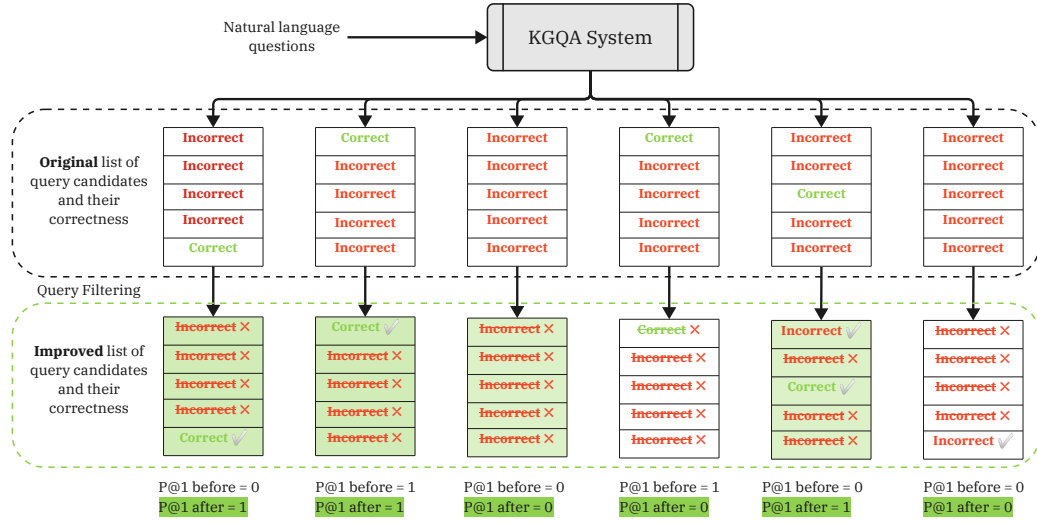 Natural language
questions
KGQA System
Original list of
query candidates
and their
correctness
Incorrect Correct Incorrect Correct Incorrect Incorrect
Incorrect Incorrect Incorrect Incorrect Incorrect Incorrect
Incorrect Incorrect Incorrect Incorrect Correct Incorrect
Incorrect Incorrect Incorrect Incorrect Incorrect Incorrect
Correct Incorrect Incorrect Incorrect Incorrect Incorrect
Query Filtering
Improved list of
query candidates
and their
correctness
Incorrect ✕ Correct ✓ Incorrect ✕ Correct ✕ Incorrect ✓ Incorrect ✕
Incorrect ✕ Incorrect ✕ Incorrect ✕ Incorrect ✕ Incorrect ✕ Incorrect ✕
Incorrect ✕ Incorrect ✕ Incorrect ✕ Incorrect ✕ Correct ✓ Incorrect ✕
Incorrect ✕ Incorrect ✕ Incorrect ✕ Incorrect ✕ Incorrect ✕ Incorrect ✕
Correct ✓ Incorrect ✕ Incorrect ✕ Incorrect ✕ Incorrect ✕ Incorrect ✓
P@1 before = 0 P@1 before = 1 P@1 before = 0 P@1 before = 1 P@1 before = 0 P@1 before = 0
P@1 after = 1 P@1 after = 1 P@1 after = 0 P@1 after = 0 P@1 after = 1 P@1 after = 0